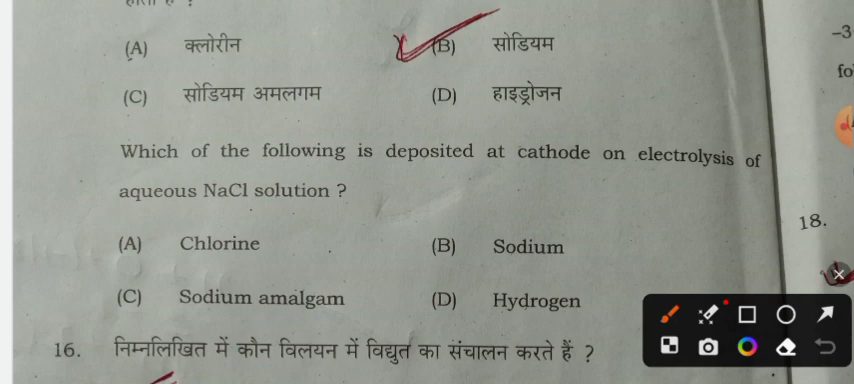 (A) क्लोरीन (B) सोडियम
(C) सोडियम अमलगम (D) हाइड्रोजन
Which of the following is deposited at cathode on electrolysis of
aqueous NaCl solution ?
(A) Chlorine (B) Sodium
(C) Sodium amalgam (D) Hydrogen
16. निम्नलिखित में कौन विलयन में विद्युत का संचालन करते हैं ?
-3
fo
18.